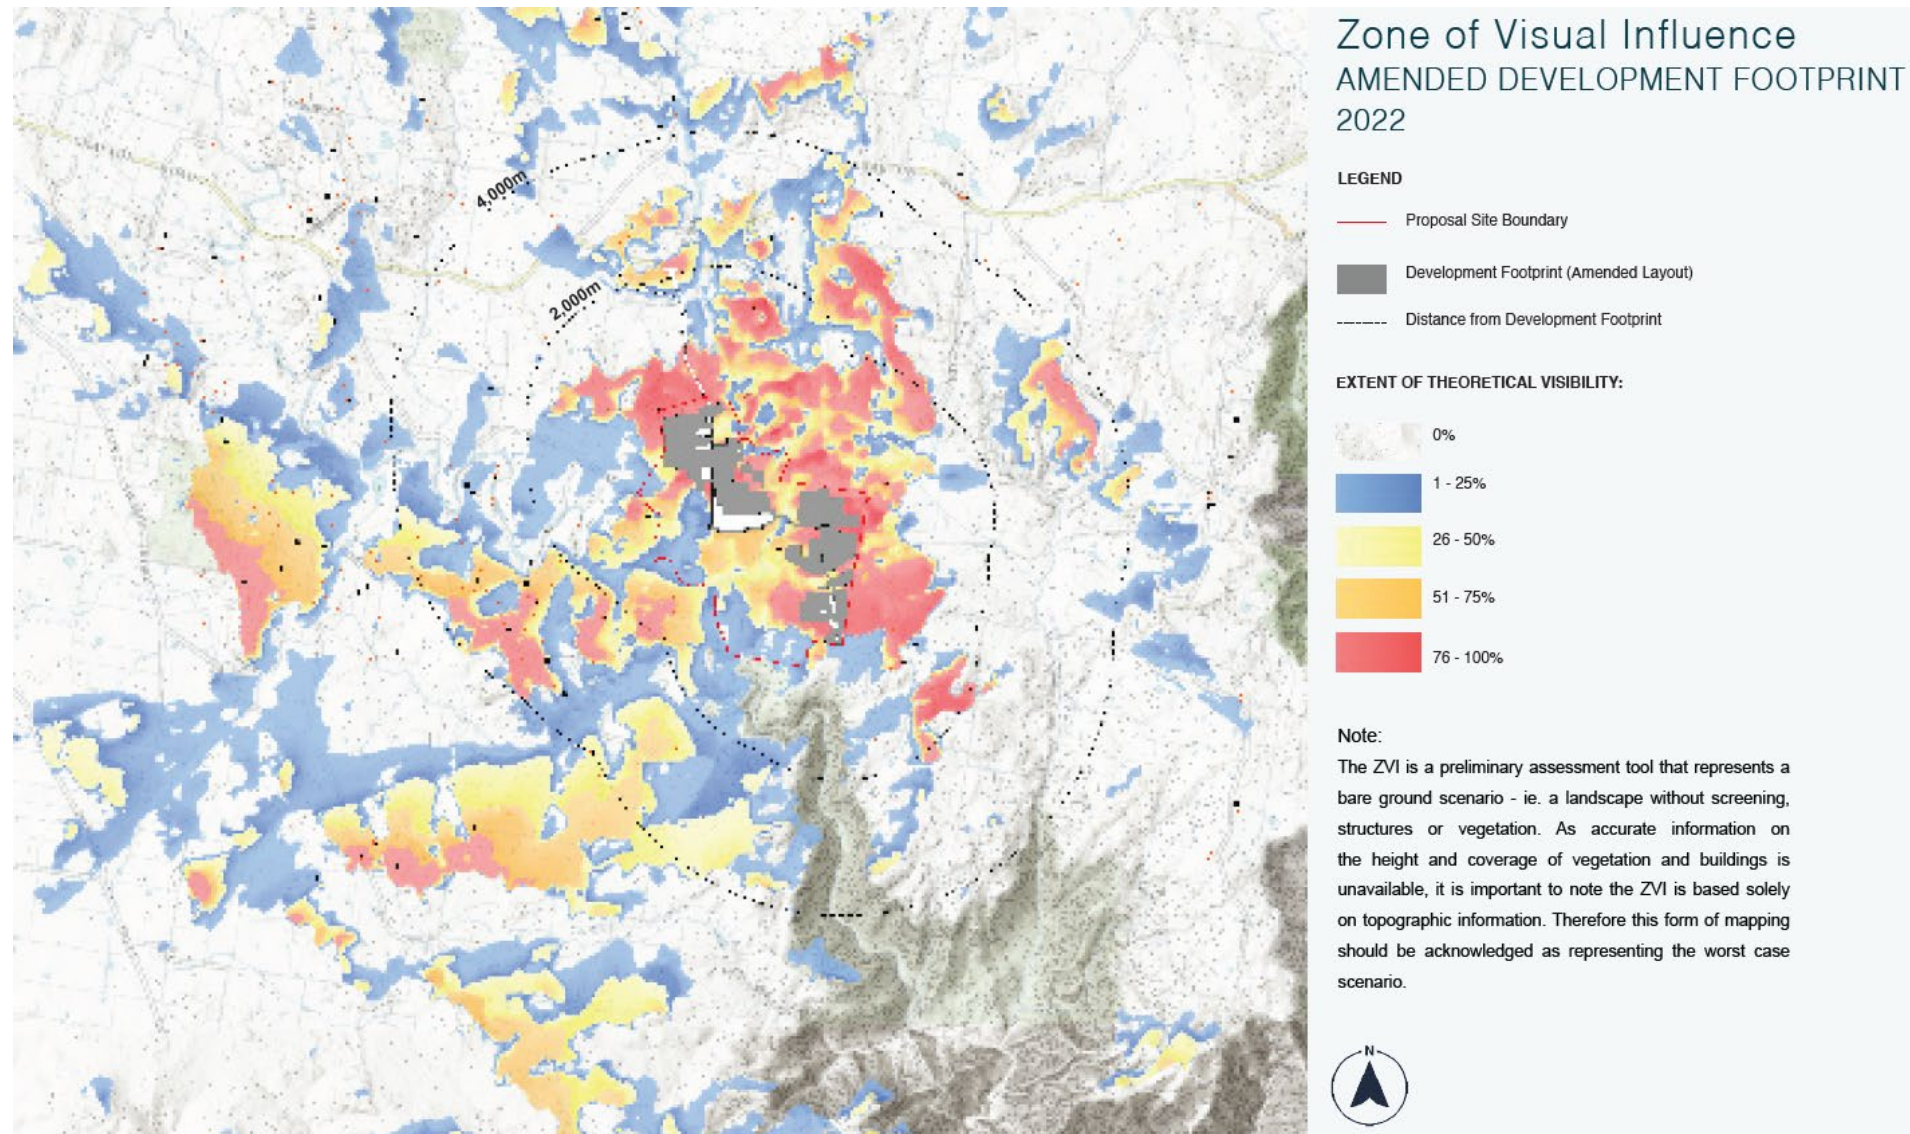 Zone of Visual Influence
AMENDED DEVELOPMENT FOOTPRINT
2022
LEGEND
Proposal Site Boundary
Development Footprint (Amended Layout)
Distance from Development Footprint
EXTENT OF THEORETICAL VISIBILITY:
0%
1 - 25%
26 - 50%
51 - 75%
76 - 100%
Note:
The ZVI is a preliminary assessment tool that represents a
bare ground scenario - ie. a landscape without screening,
structures or vegetation. As accurate information on
the height and coverage of vegetation and buildings is
unavailable, it is important to note the ZVI is based solely
on topographic information. Therefore this form of mapping
should be acknowledged as representing the worst case
scenario.
N
4,000m
2,000m